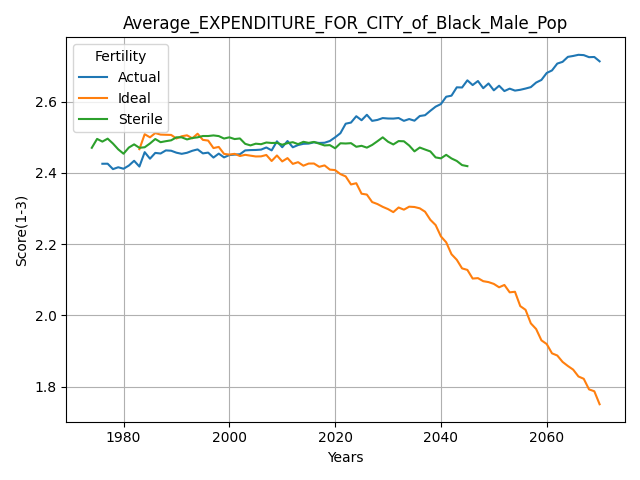 Average_EXPENDITURE_FOR_CITY_of_Black_Male_Pop
Fertility
Actual
Ideal
Sterile
Score(1-3)
2.6
2.4
2.2
2.0
1.8
1980 2000 2020 2040 2060
Years